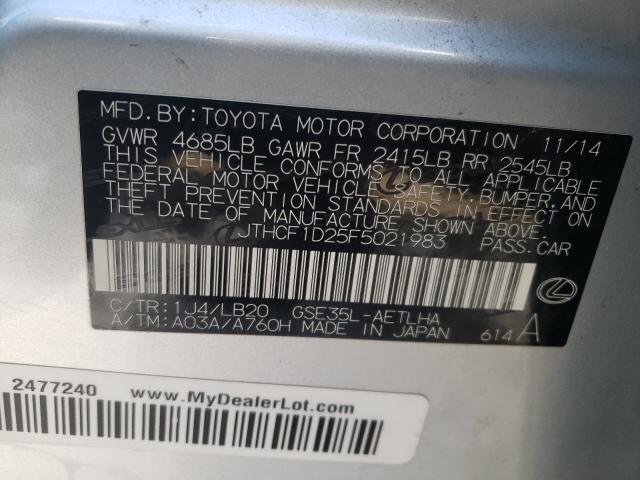 MFD. BY: TOYOTA MOTOR CORPORATION 11/14
GVWR 4685LB GAWR FR 2415LB RR 2545LB
THIS VEHICLE CONFORMS TO ALL APPLICABLE
FEDERAL MOTOR VEHICLE SAFETY, BUMPER, AND
THEFT PREVENTION STANDARDS IN EFFECT ON
THE DATE OF MANUFACTURE SHOWN ABOVE.
JTHCF1D25F5021983 PASS. CAR
C/TR: 1J4/LB20 GSE35L-AETLHA
A/TM: A03A/A760H MADE IN JAPAN 614 A
2477240 www.MyDealerLot.com